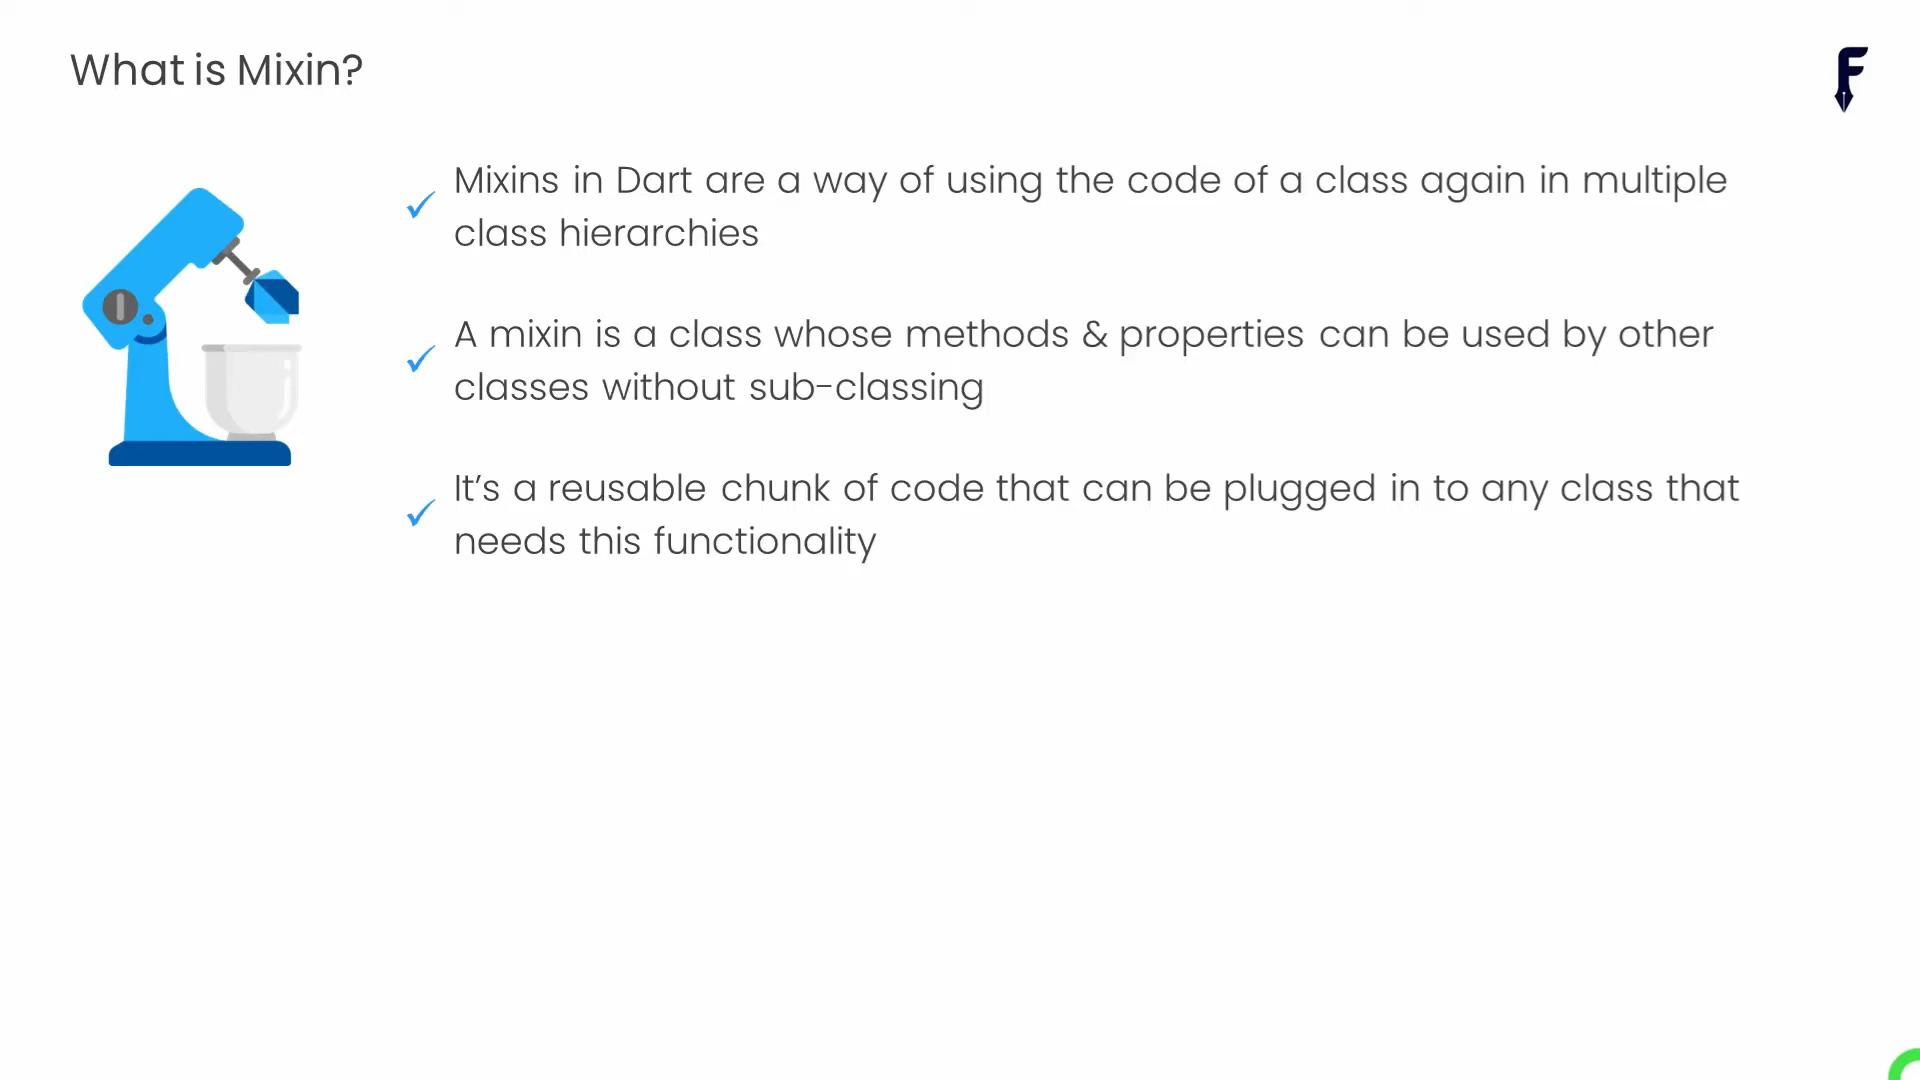 What is Mixin?
F
Mixins in Dart are a way of using the code of a class again in multiple
class hierarchies
A mixin is a class whose methods & properties can be used by other
classes without sub-classing
It’s a reusable chunk of code that can be plugged in to any class that
needs this functionality